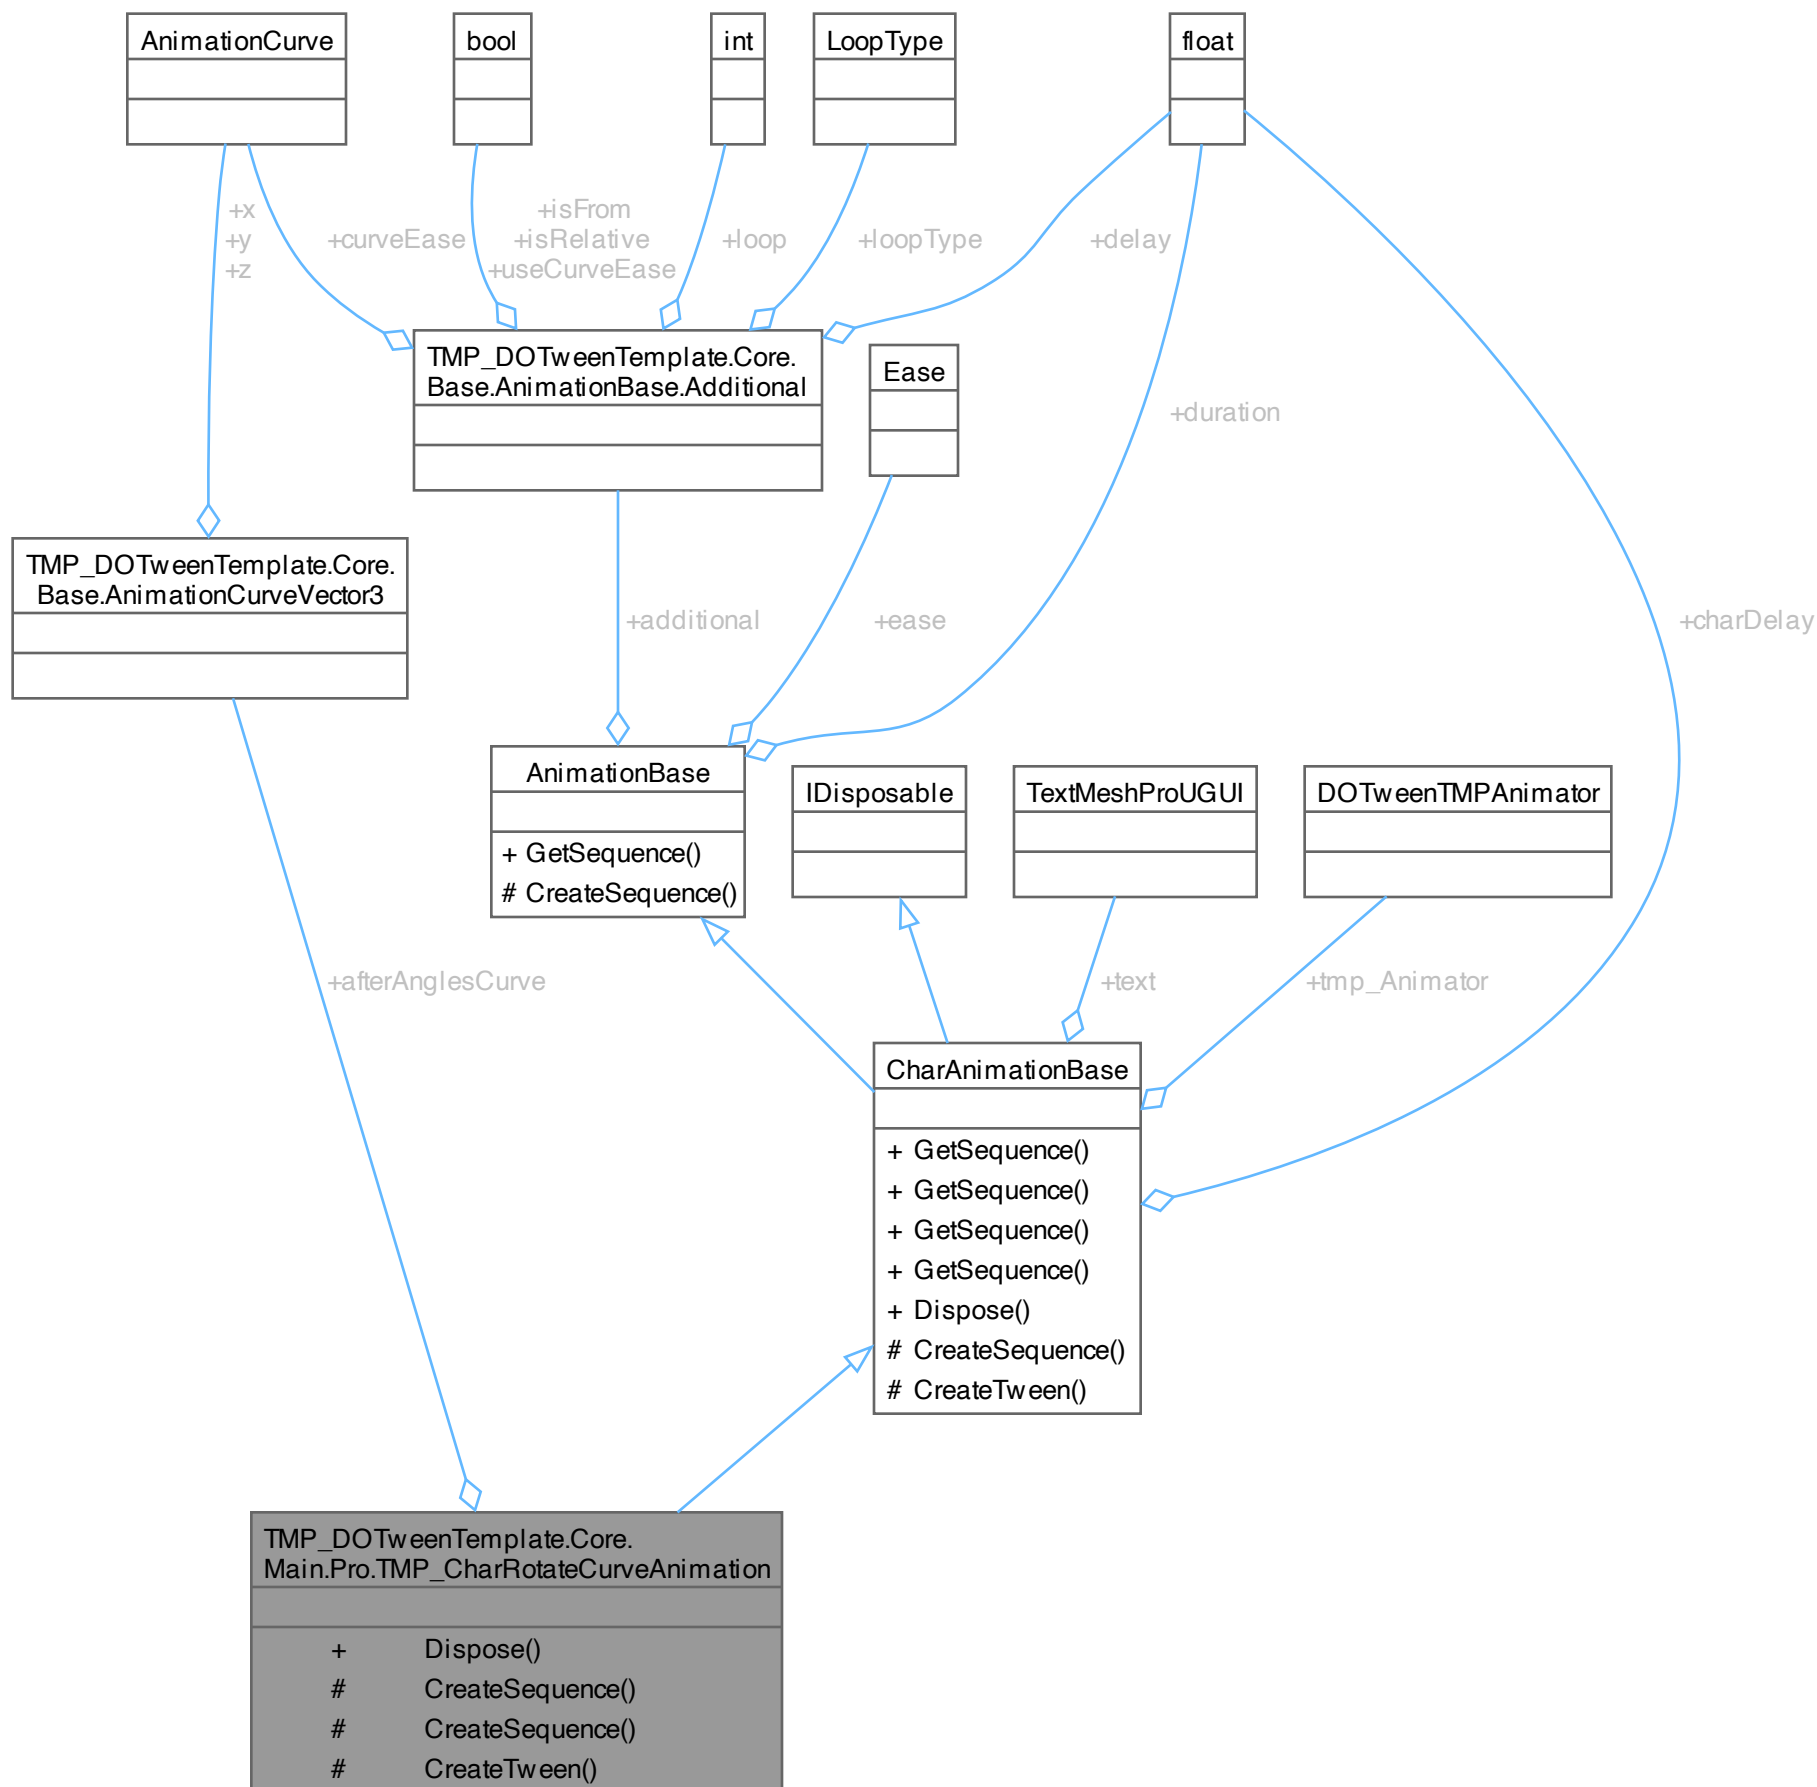 AnimationCurve
bool
int
LoopType
float
+x
+y
+z
+curveEase
+isFrom
+isRelative
+useCurveEase
+loop
+loopType
+delay
TMP_DOTweenTemplate.Core.
Base.AnimationBase.Additional
Ease
+duration
TMP_DOTweenTemplate.Core.
Base.AnimationCurveVector3
+additional
+ease
+charDelay
AnimationBase
+ GetSequence()
# CreateSequence()
IDisposable
TextMeshProUGUI
DOTweenTMPAnimator
+afterAnglesCurve
+text
+tmp_Animator
CharAnimationBase
+ GetSequence()
+ GetSequence()
+ GetSequence()
+ GetSequence()
+ Dispose()
# CreateSequence()
# CreateTween()
TMP_DOTweenTemplate.Core.
Main.Pro.TMP_CharRotateCurveAnimation
+ Dispose()
# CreateSequence()
# CreateSequence()
# CreateTween()